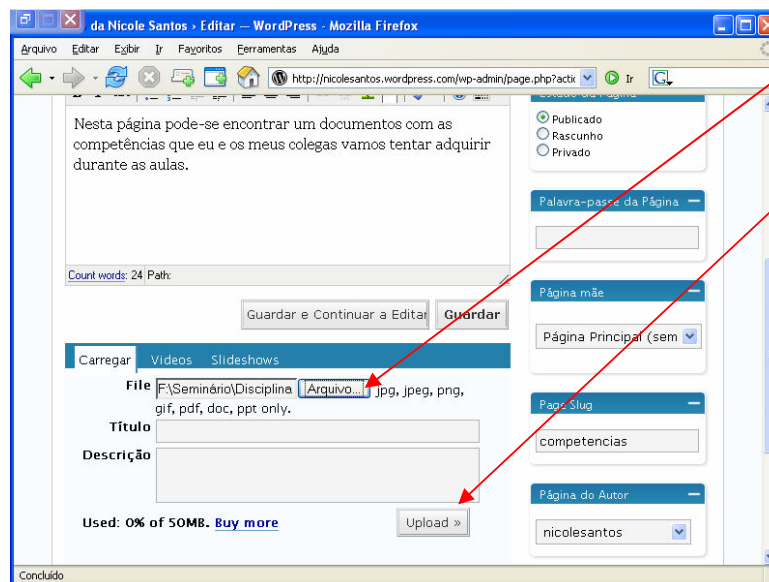 da Nicole Santos › Editar — WordPress - Mozilla Firefox
Arquivo Editar Exibir Ir Favoritos Ferramentas Ajuda
http://nicolesantos.wordpress.com/wp-admin/page.php?actio Ir
Estado da Página
Nesta página pode-se encontrar um documentos com as
competências que eu e os meus colegas vamos tentar adquirir
durante as aulas.
Publicado
Rascunho
Privado
Palavra-passe da Página
Count words: 24 Path:
Guardar e Continuar a Editar Guardar
Página mãe
Página Principal (sem
Carregar Videos Slideshows
File F:\Seminário\Disciplina Arquivo... jpg, jpeg, png,
gif, pdf, doc, ppt only.
Título
Descrição
Page Slug
competencias
Used: 0% of 50MB. Buy more Upload »
Página do Autor
nicolesantos
Concluído